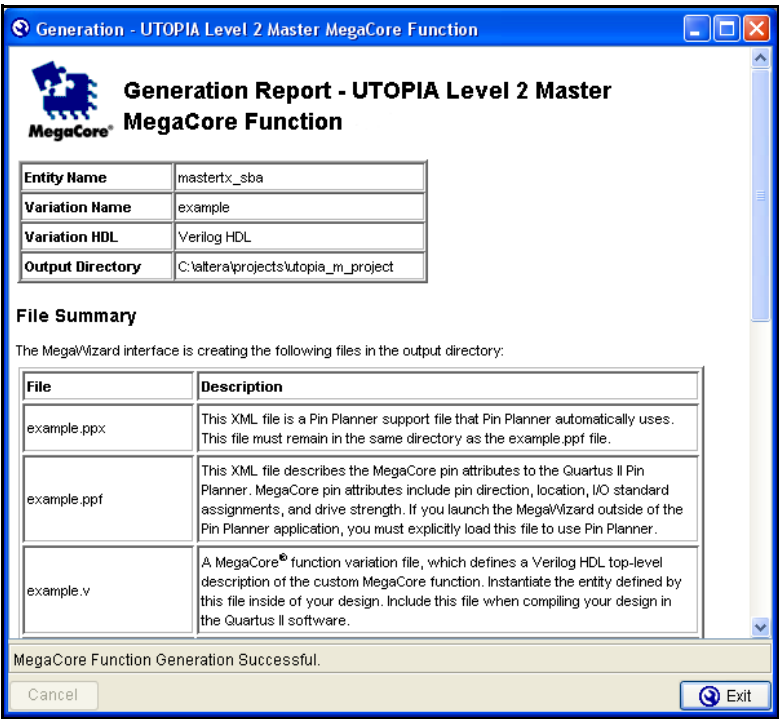 Generation - UTOPIA Level 2 Master MegaCore Function
MegaCore®
Generation Report - UTOPIA Level 2 Master
MegaCore Function
Entity Name mastertx_sba
Variation Name example
Variation HDL Verilog HDL
Output Directory C:\altera\projects\utopia_m_project
File Summary
The MegaWizard interface is creating the following files in the output directory:
File Description
example.ppx
This XML file is a Pin Planner support file that Pin Planner automatically uses.
This file must remain in the same directory as the example.ppf file.
example.ppf
This XML file describes the MegaCore pin attributes to the Quartus II Pin
Planner. MegaCore pin attributes include pin direction, location, I/O standard
assignments, and drive strength. If you launch the MegaWizard outside of the
Pin Planner application, you must explicitly load this file to use Pin Planner.
example.v
A MegaCore® function variation file, which defines a Verilog HDL top-level
description of the custom MegaCore function. Instantiate the entity defined by
this file inside of your design. Include this file when compiling your design in
the Quartus II software.
MegaCore Function Generation Successful.
Cancel
Exit